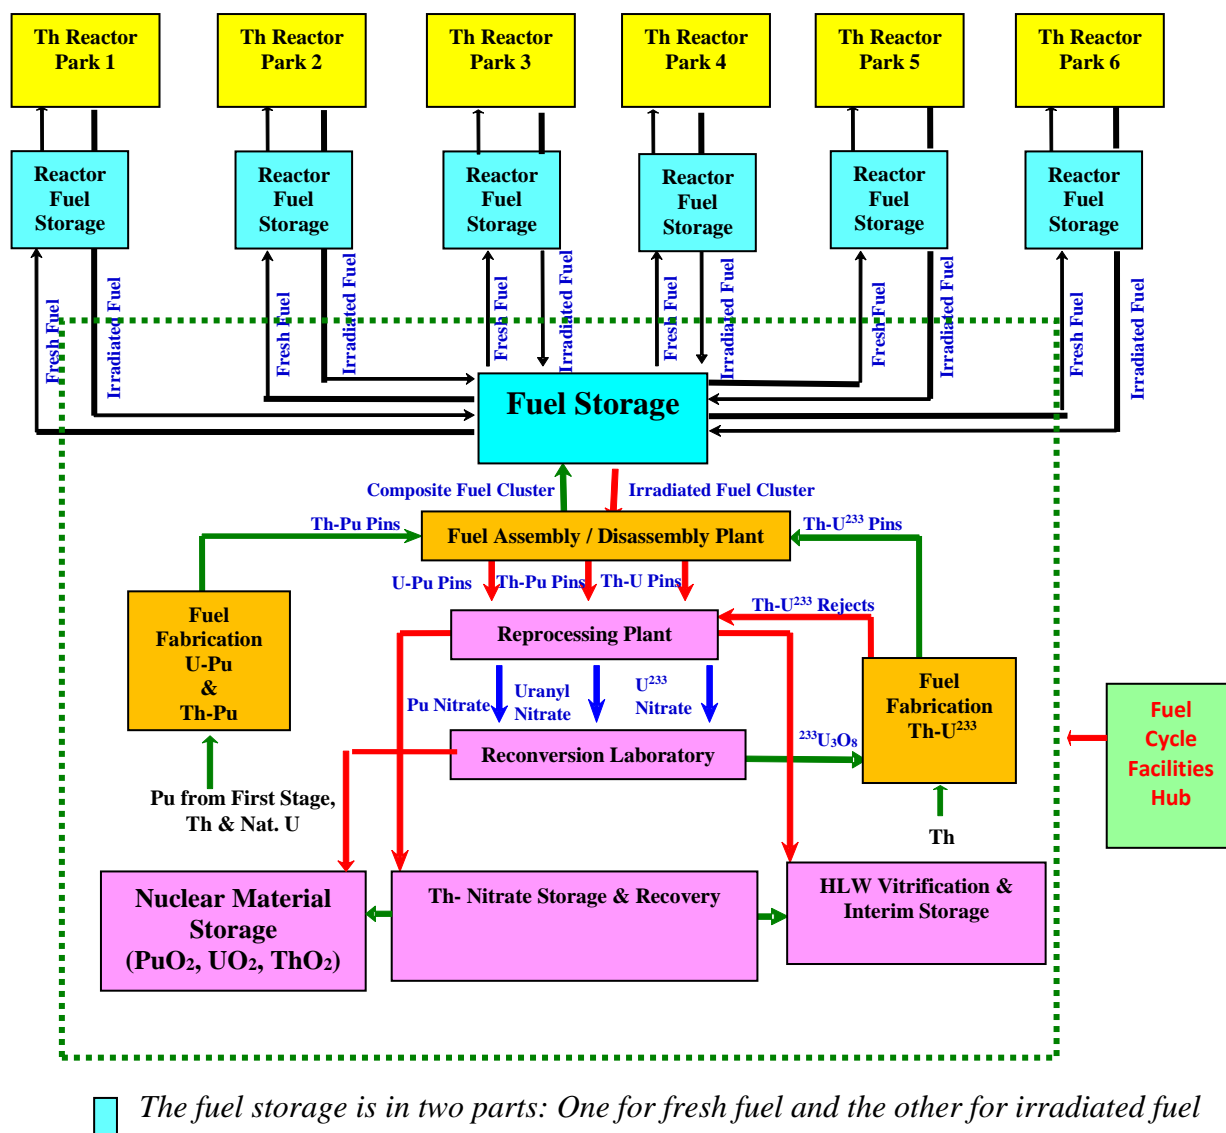 Th Reactor
Park 1
Th Reactor
Park 2
Th Reactor
Park 3
Th Reactor
Park 4
Th Reactor
Park 5
Th Reactor
Park 6
Reactor
Fuel
Storage
Reactor
Fuel
Storage
Reactor
Fuel
Storage
Reactor
Fuel
Storage
Reactor
Fuel
Storage
Reactor
Fuel
Storage
Fresh Fuel
Irradiated Fuel
Fresh Fuel
Irradiated Fuel
Fresh Fuel
Irradiated Fuel
Fresh Fuel
Irradiated Fuel
Fresh Fuel
Irradiated Fuel
Fresh Fuel
Irradiated Fuel
Fuel Storage
Composite Fuel Cluster
Irradiated Fuel Cluster
Th-Pu Pins
Fuel Assembly / Disassembly Plant
Th-U²³³ Pins
U-Pu Pins
Th-Pu Pins
Th-U Pins
Fuel
Fabrication
U-Pu
&
Th-Pu
Reprocessing Plant
Th-U²³³ Rejects
Pu Nitrate
Uranyl
Nitrate
U²³³
Nitrate
Fuel
Fabrication
Th-U²³³
Reconversion Laboratory
²³³U₃O₈
Fuel
Cycle
Facilities
Hub
Pu from First Stage,
Th & Nat. U
Th
Nuclear Material
Storage
(PuO₂, UO₂, ThO₂)
Th- Nitrate Storage & Recovery
HLW Vitrification &
Interim Storage
The fuel storage is in two parts: One for fresh fuel and the other for irradiated fuel